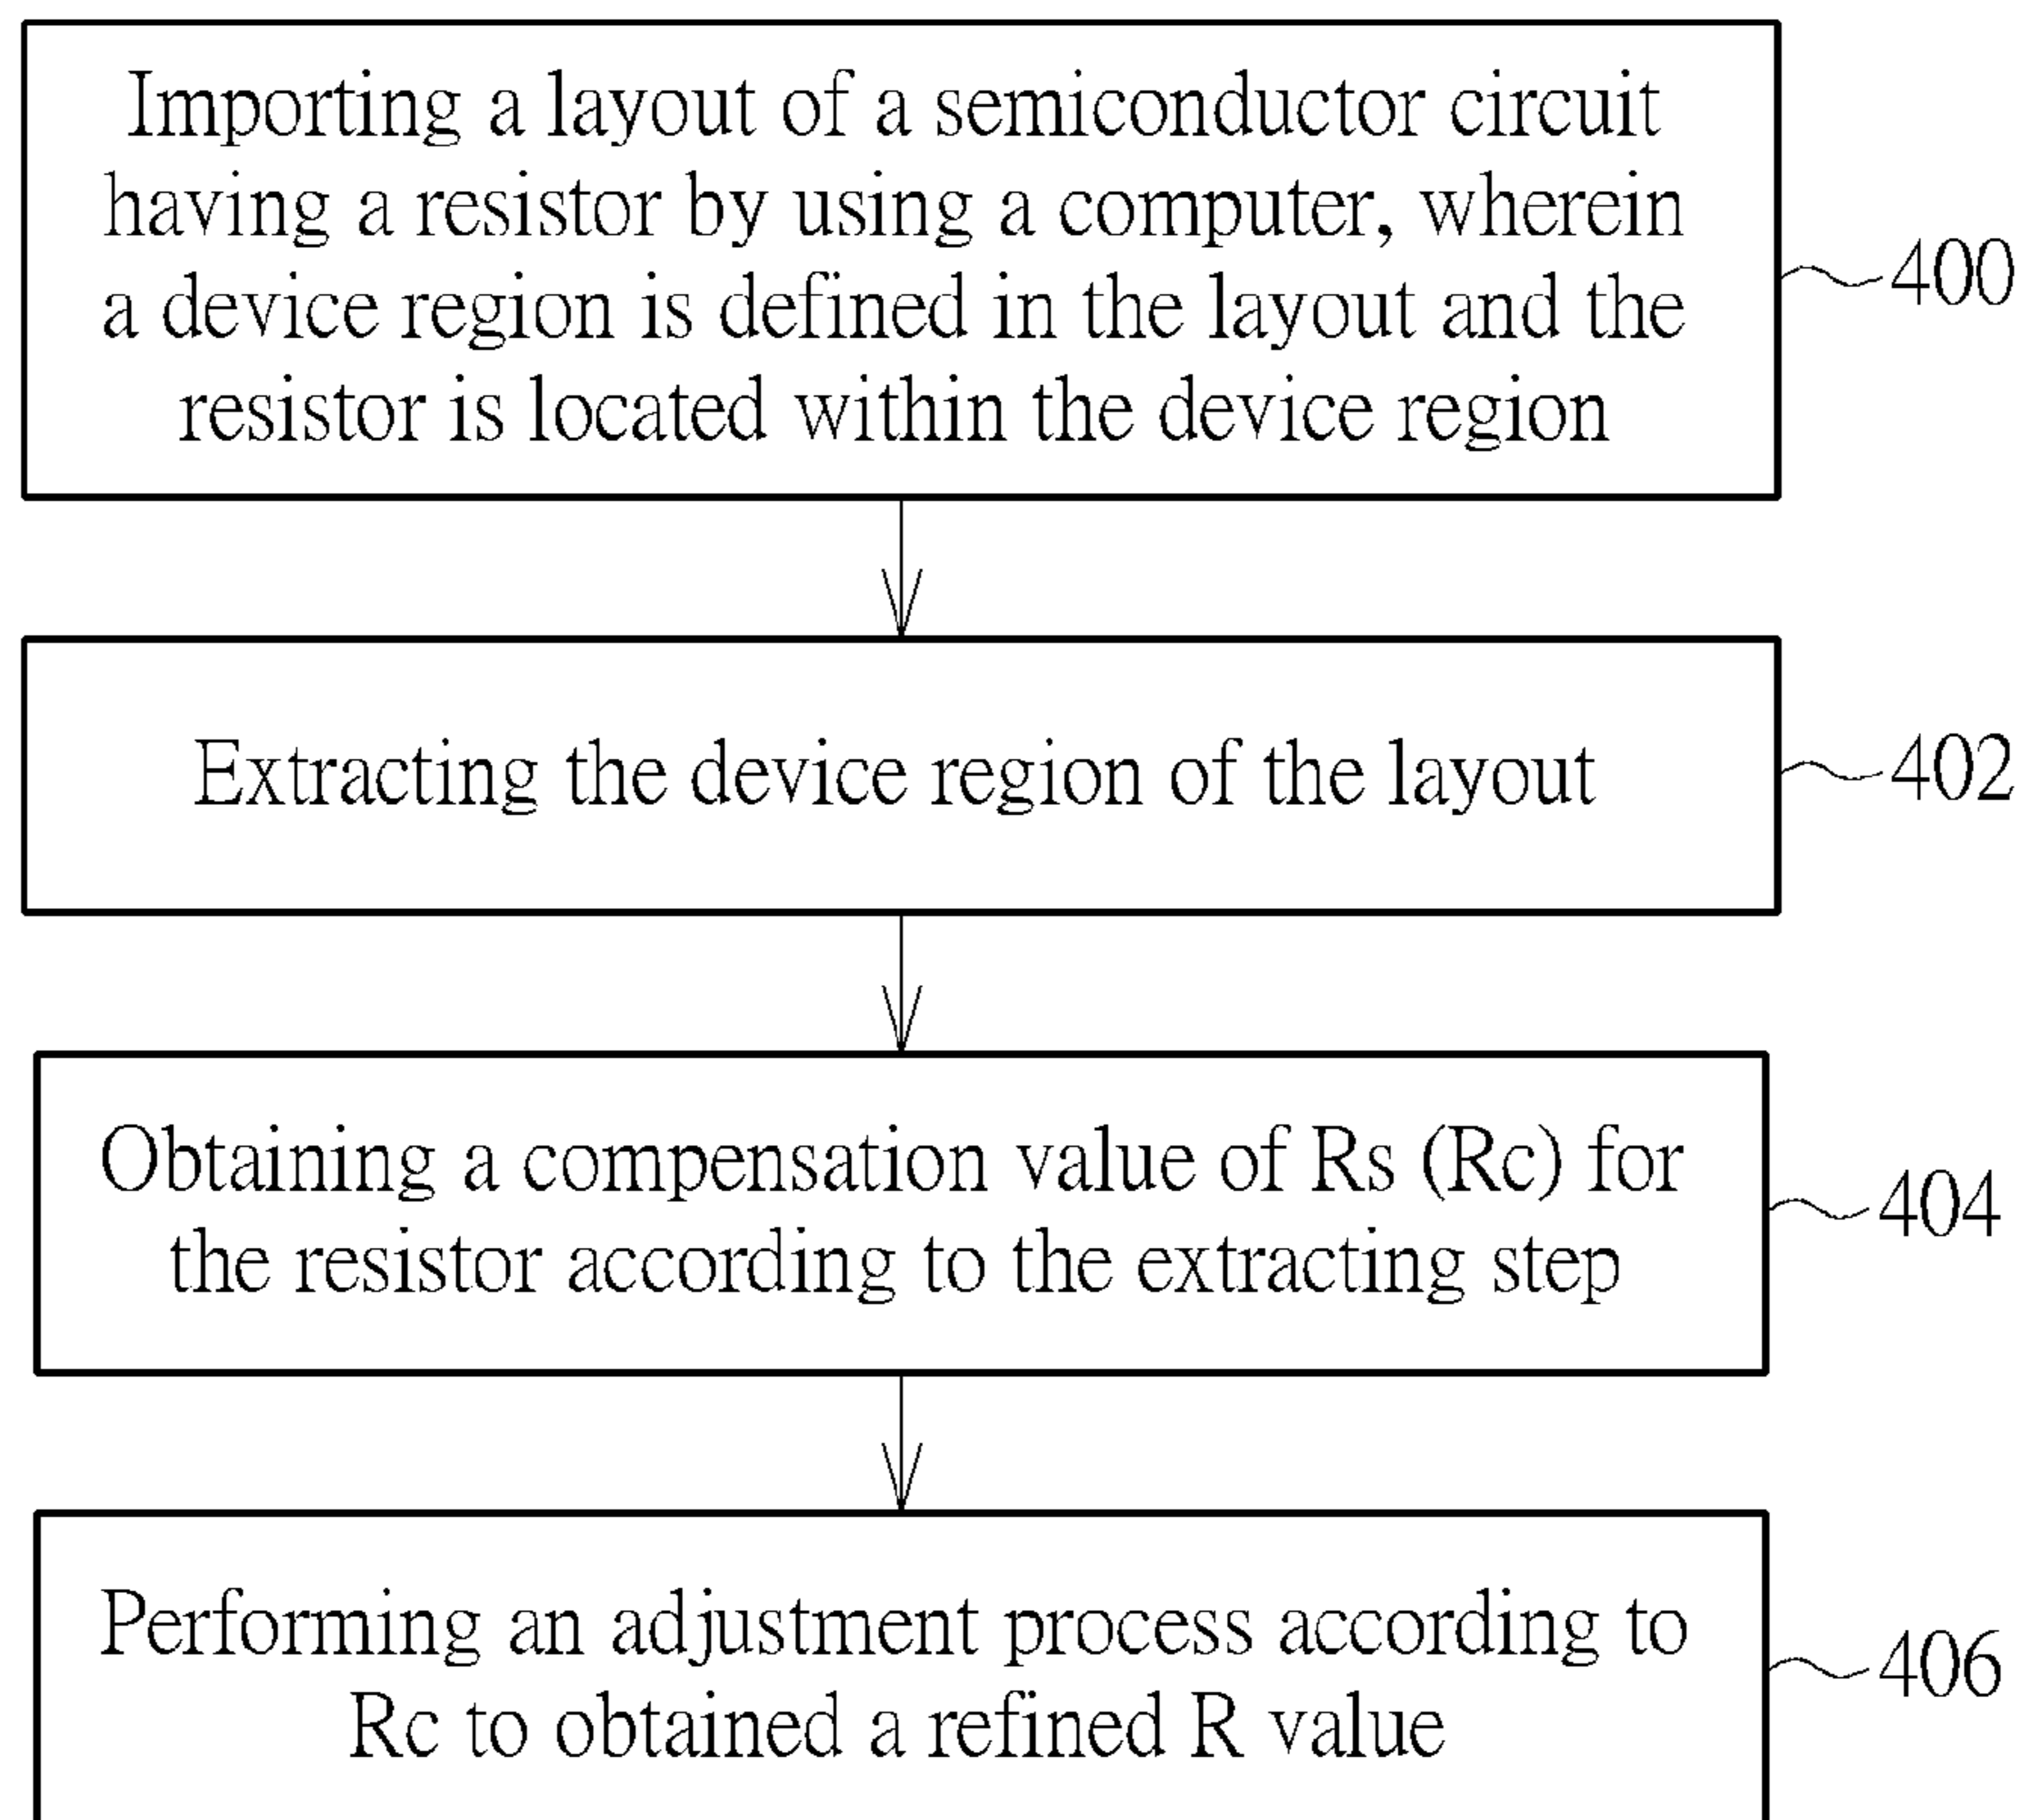 Importing a layout of a semiconductor circuit
having a resistor by using a computer, wherein
a device region is defined in the layout and the
resistor is located within the device region
400
Extracting the device region of the layout
402
Obtaining a compensation value of Rs (Rc) for
the resistor according to the extracting step
404
Performing an adjustment process according to
Rc to obtained a refined R value
406